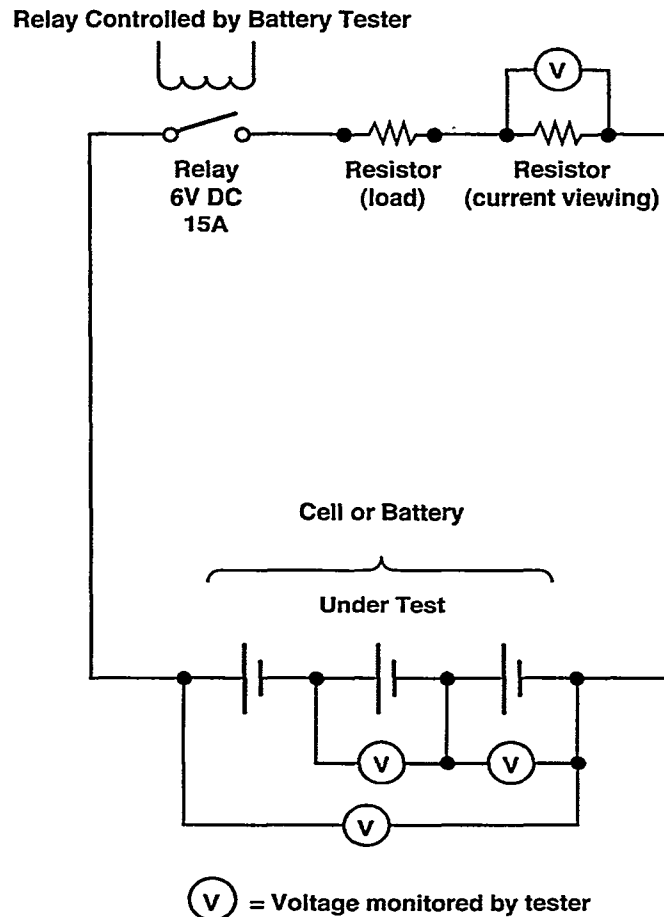 Relay Controlled by Battery Tester
V
Relay
6V DC
15A
Resistor
(load)
Resistor
(current viewing)
Cell or Battery
Under Test
V
V
V
V = Voltage monitored by tester